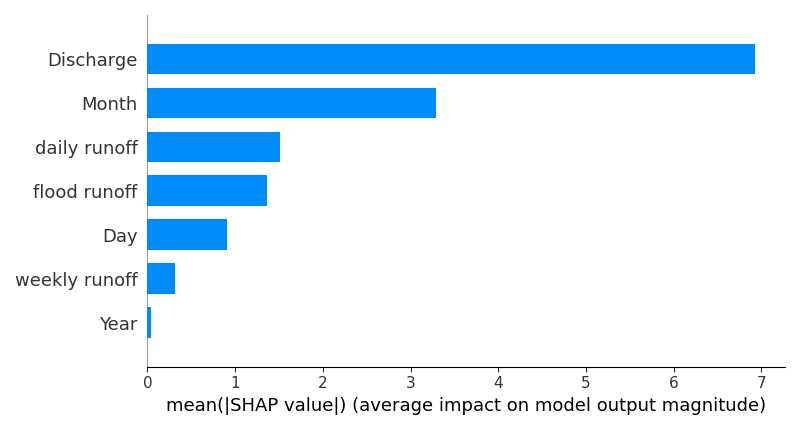 Discharge
Month
daily runoff
flood runoff
Day
weekly runoff
Year
0 1 2 3 4 5 6 7
mean(|SHAP value|) (average impact on model output magnitude)